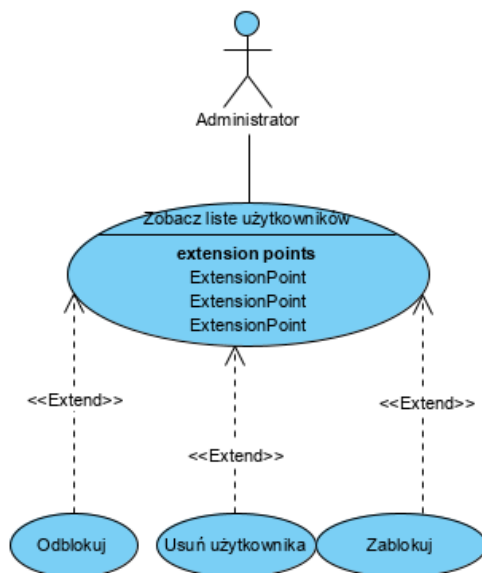 Administrator
Zobacz liste użytkowników
extension points
ExtensionPoint
ExtensionPoint
ExtensionPoint
<<Extend>>
<<Extend>>
<<Extend>>
Odblokuj
Usuń użytkownika
Zablokuj